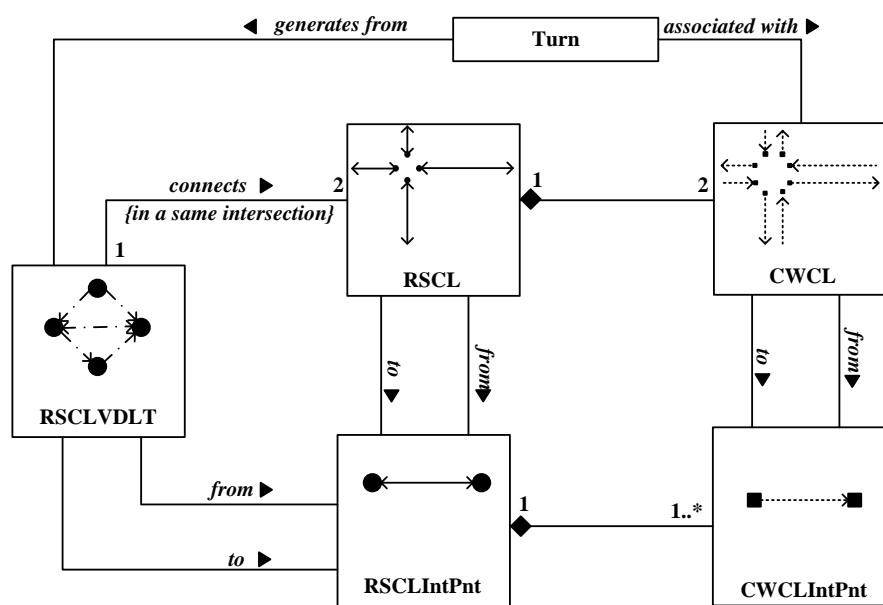 generates from
Turn
associated with
connects
{in a same intersection}
2
1
1
2
RSCL
CWCL
RSCLVDLT
to
from
to
from
from
to
1
1..*
RSCLIntPnt
CWCLIntPnt